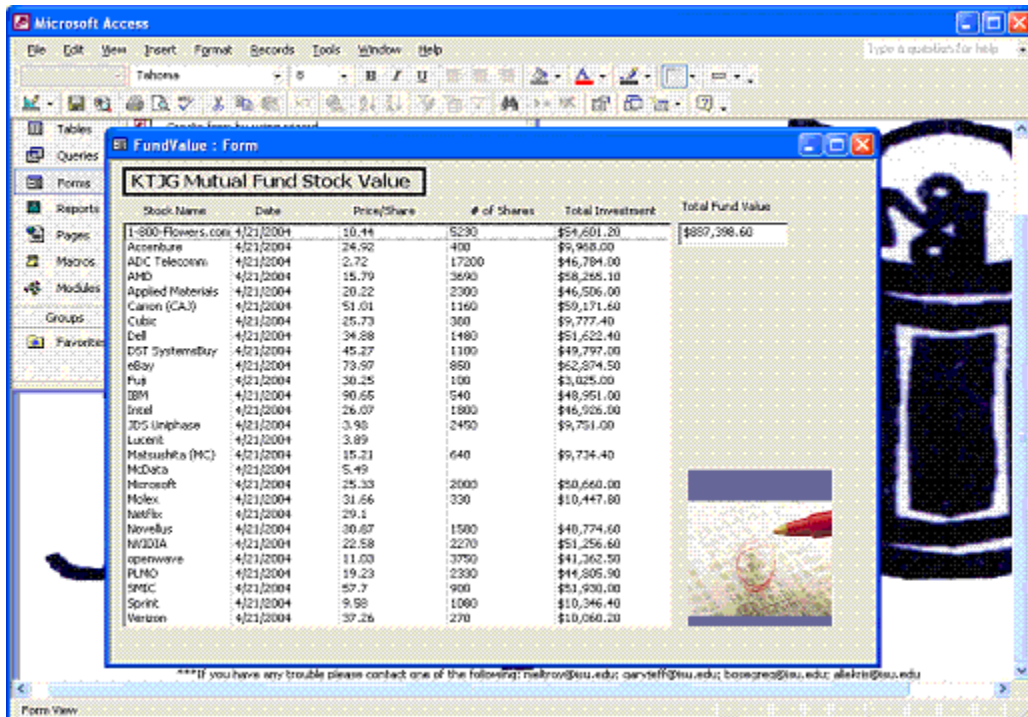 Microsoft Access
File Edit View Insert Format Records Tools Window Help
Type a question for help
Tahoma 8 B I U
Tables
Queries
Forms
Reports
Pages
Macros
Modules
Groups
Favorites
Create form by using wizard
FundValue : Form
KTJG Mutual Fund Stock Value
Stock Name Date Price/Share # of Shares Total Investment Total Fund Value
1-800-Flowers.com 4/21/2004 10.44 5230 $54,601.20 $887,398.60
Accenture 4/21/2004 24.92 400 $9,968.00
ADC Telecomm 4/21/2004 2.72 17200 $46,784.00
AMD 4/21/2004 15.79 3690 $58,265.10
Applied Materials 4/21/2004 20.22 2300 $46,506.00
Canon (CAJ) 4/21/2004 51.01 1160 $59,171.60
Cubic 4/21/2004 25.73 380 $9,777.40
Dell 4/21/2004 34.88 1480 $51,622.40
DST SystemsBuy 4/21/2004 45.27 1100 $49,797.00
eBay 4/21/2004 73.97 850 $62,874.50
Fuji 4/21/2004 30.25 100 $3,025.00
IBM 4/21/2004 90.65 540 $48,951.00
Intel 4/21/2004 26.07 1800 $46,926.00
JDS Uniphase 4/21/2004 3.98 2450 $9,751.00
Lucent 4/21/2004 3.89
Matsushita (MC) 4/21/2004 15.21 640 $9,734.40
McData 4/21/2004 5.49
Microsoft 4/21/2004 25.33 2000 $50,660.00
Molex 4/21/2004 31.66 330 $10,447.80
Netflix 4/21/2004 29.1
Novellus 4/21/2004 30.87 1580 $48,774.60
NVIDIA 4/21/2004 22.58 2270 $51,256.60
openwave 4/21/2004 11.03 3750 $41,362.50
PLMO 4/21/2004 19.23 2330 $44,805.90
SMIC 4/21/2004 57.7 900 $51,930.00
Sprint 4/21/2004 9.58 1080 $10,346.40
Verizon 4/21/2004 37.26 270 $10,060.20
***If you have any trouble please contact one of the following:
Form View